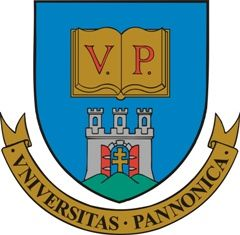 V. P.
· VNIVERSITAS · PANNONICA ·